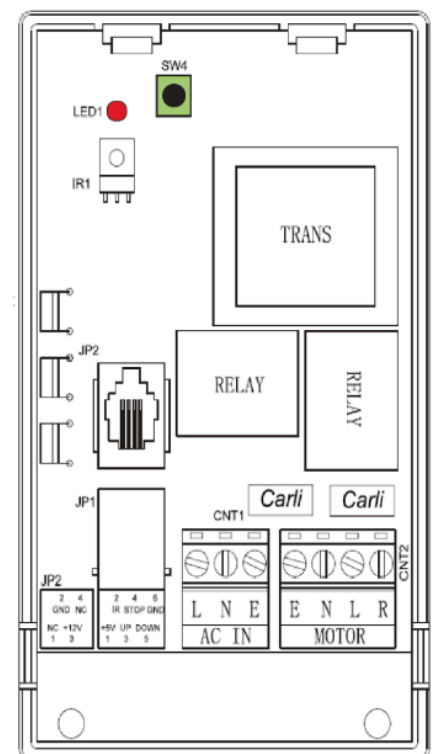 SW4
LED1
IR1
TRANS
JP2
RELAY
RELAY
Carli Carli
JP1
CNT1
CNT2
JP2
2 4
GND NC
NC +12V
1 3
2 4 6
IR STOP GND
+5V UP DOWN
1 3 5
L N E
AC IN
E N L R
MOTOR